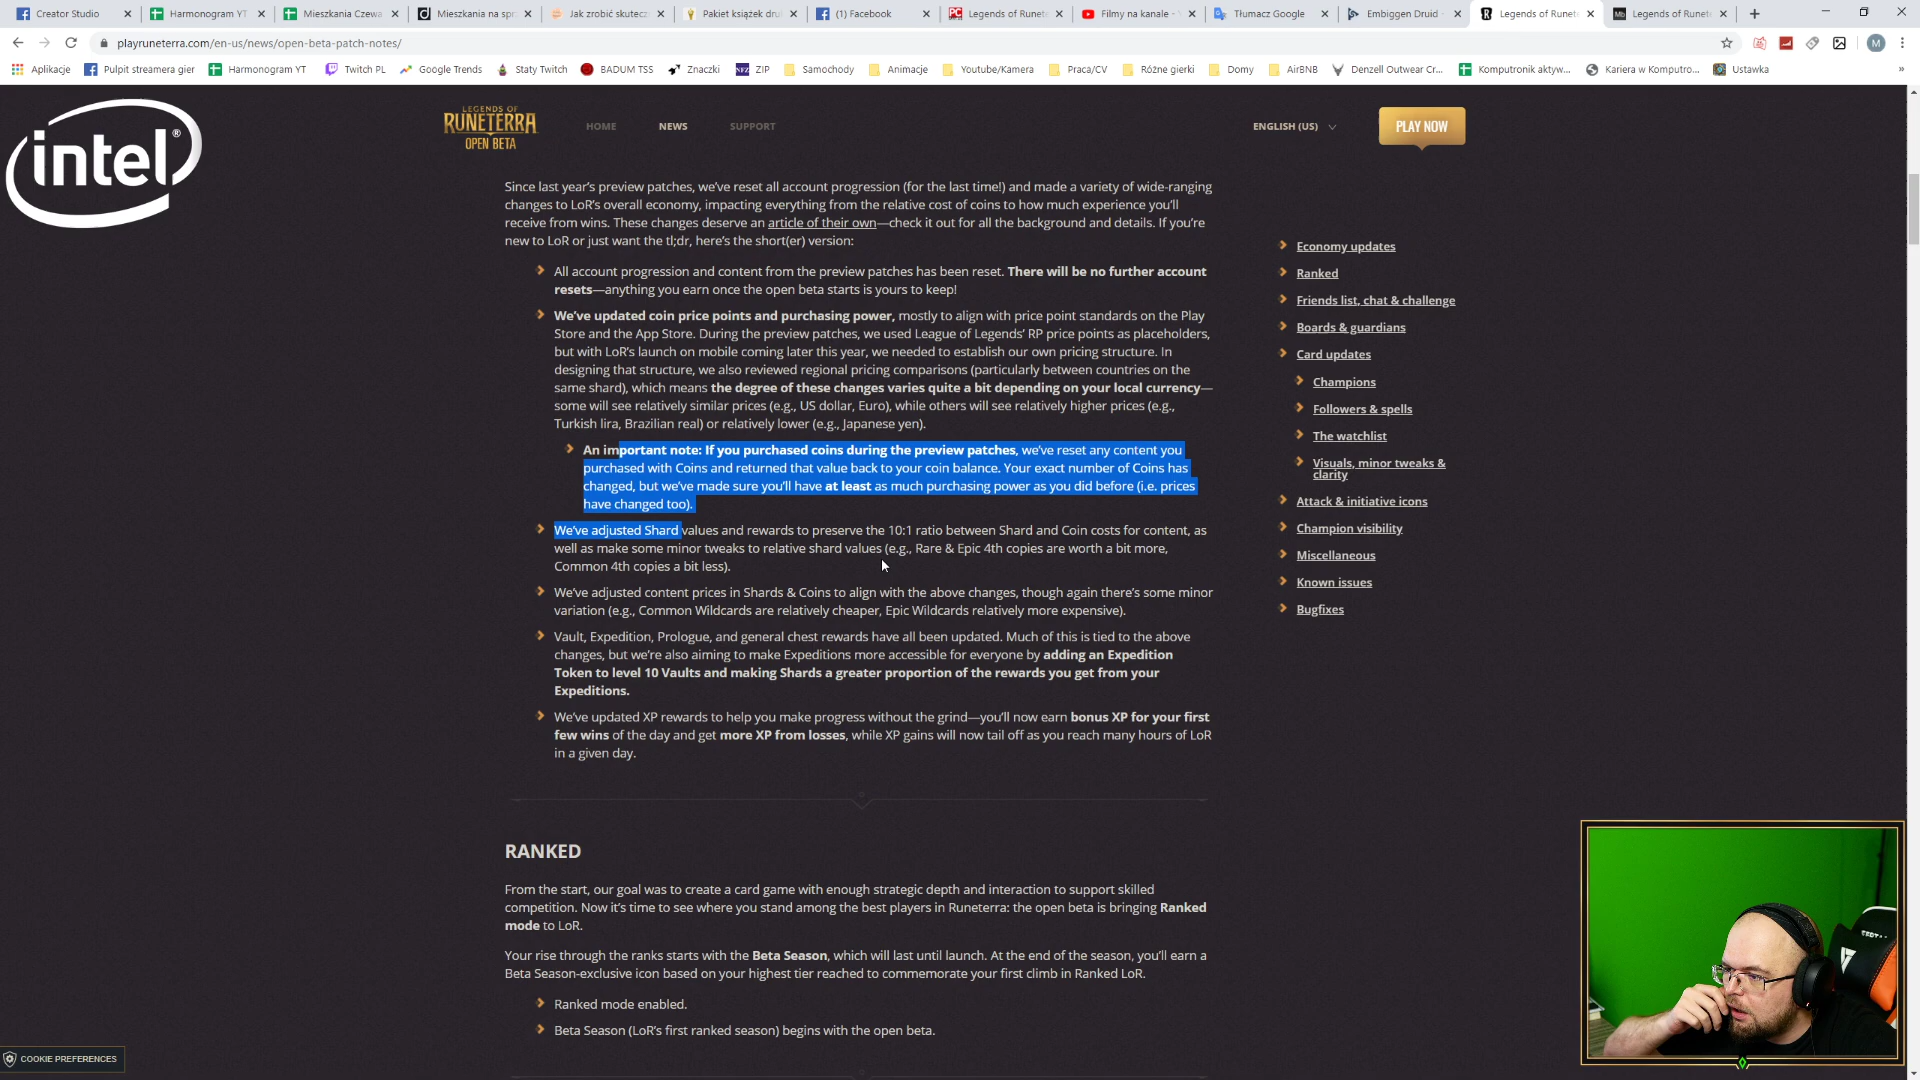 Creator Studio
Harmonogram YT
Mieszkania Czewa
Mieszkania na spr
Jak zrobić skutecz
Pakiet książek dru
(1) Facebook
Legends of Runete
Filmy na kanale -
Tłumacz Google
Embiggen Druid -
Legends of Runete
Legends of Runete
playruneterra.com/en-us/news/open-beta-patch-notes/
M
Aplikacje
Pulpit streamera gier
Harmonogram YT
Twitch PL
Google Trends
Staty Twitch
BADUM TSS
Znaczki
ZIP
Samochody
Animacje
Youtube/Kamera
Praca/CV
Różne gierki
Domy
AirBNB
Denzell Outwear Cr...
Komputronik aktyw...
Kariera w Komputro...
Ustawka
intel®
LEGENDS OF
RUNETERRA
OPEN BETA
HOME
NEWS
SUPPORT
ENGLISH (US)
PLAY NOW
Since last year’s preview patches, we’ve reset all account progression (for the last time!) and made a variety of wide-ranging
changes to LoR’s overall economy, impacting everything from the relative cost of coins to how much experience you’ll
receive from wins. These changes deserve an article of their own—check it out for all the background and details. If you’re
new to LoR or just want the tl;dr, here’s the short(er) version:
All account progression and content from the preview patches has been reset. There will be no further account
resets—anything you earn once the open beta starts is yours to keep!
We’ve updated coin price points and purchasing power, mostly to align with price point standards on the Play
Store and the App Store. During the preview patches, we used League of Legends’ RP price points as placeholders,
but with LoR’s launch on mobile coming later this year, we needed to establish our own pricing structure. In
designing that structure, we also reviewed regional pricing comparisons (particularly between countries on the
same shard), which means the degree of these changes varies quite a bit depending on your local currency—
some will see relatively similar prices (e.g., US dollar, Euro), while others will see relatively higher prices (e.g.,
Turkish lira, Brazilian real) or relatively lower (e.g., Japanese yen).
An important note: If you purchased coins during the preview patches, we’ve reset any content you
purchased with Coins and returned that value back to your coin balance. Your exact number of Coins has
changed, but we’ve made sure you’ll have at least as much purchasing power as you did before (i.e. prices
have changed too).
We’ve adjusted Shard values and rewards to preserve the 10:1 ratio between Shard and Coin costs for content, as
well as make some minor tweaks to relative shard values (e.g., Rare & Epic 4th copies are worth a bit more,
Common 4th copies a bit less).
We’ve adjusted content prices in Shards & Coins to align with the above changes, though again there’s some minor
variation (e.g., Common Wildcards are relatively cheaper, Epic Wildcards relatively more expensive).
Vault, Expedition, Prologue, and general chest rewards have all been updated. Much of this is tied to the above
changes, but we’re also aiming to make Expeditions more accessible for everyone by adding an Expedition
Token to level 10 Vaults and making Shards a greater proportion of the rewards you get from your
Expeditions.
We’ve updated XP rewards to help you make progress without the grind—you’ll now earn bonus XP for your first
few wins of the day and get more XP from losses, while XP gains will now tail off as you reach many hours of LoR
in a given day.
Economy updates
Ranked
Friends list, chat & challenge
Boards & guardians
Card updates
Champions
Followers & spells
The watchlist
Visuals, minor tweaks &
clarity
Attack & initiative icons
Champion visibility
Miscellaneous
Known issues
Bugfixes
RANKED
From the start, our goal was to create a card game with enough strategic depth and interaction to support skilled
competition. Now it’s time to see where you stand among the best players in Runeterra: the open beta is bringing Ranked
mode to LoR.
Your rise through the ranks starts with the Beta Season, which will last until launch. At the end of the season, you’ll earn a
Beta Season-exclusive icon based on your highest tier reached to commemorate your first climb in Ranked LoR.
Ranked mode enabled.
Beta Season (LoR’s first ranked season) begins with the open beta.
COOKIE PREFERENCES